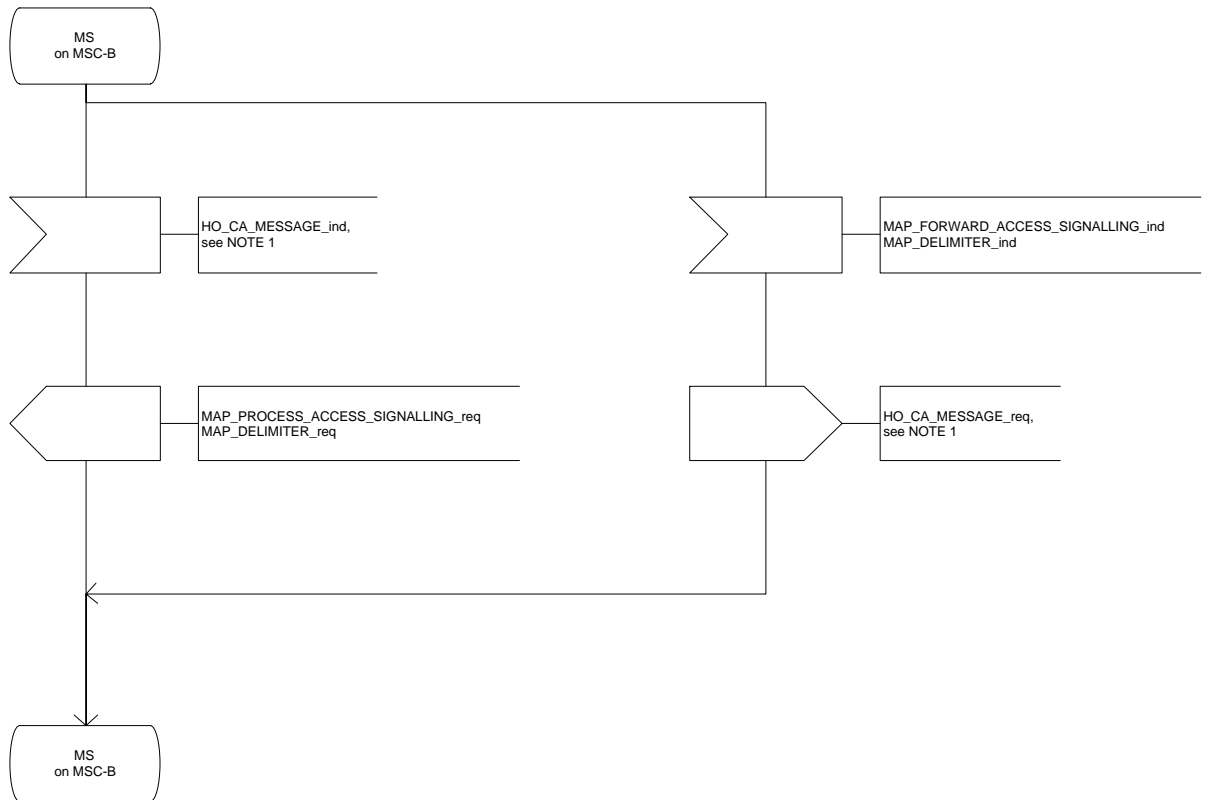 MS
on MSC-B
HO_CA_MESSAGE_ind,
see NOTE 1
MAP_FORWARD_ACCESS_SIGNALLING_ind
MAP_DELIMITER_ind
MAP_PROCESS_ACCESS_SIGNALLING_req
MAP_DELIMITER_req
HO_CA_MESSAGE_req,
see NOTE 1
MS
on MSC-B